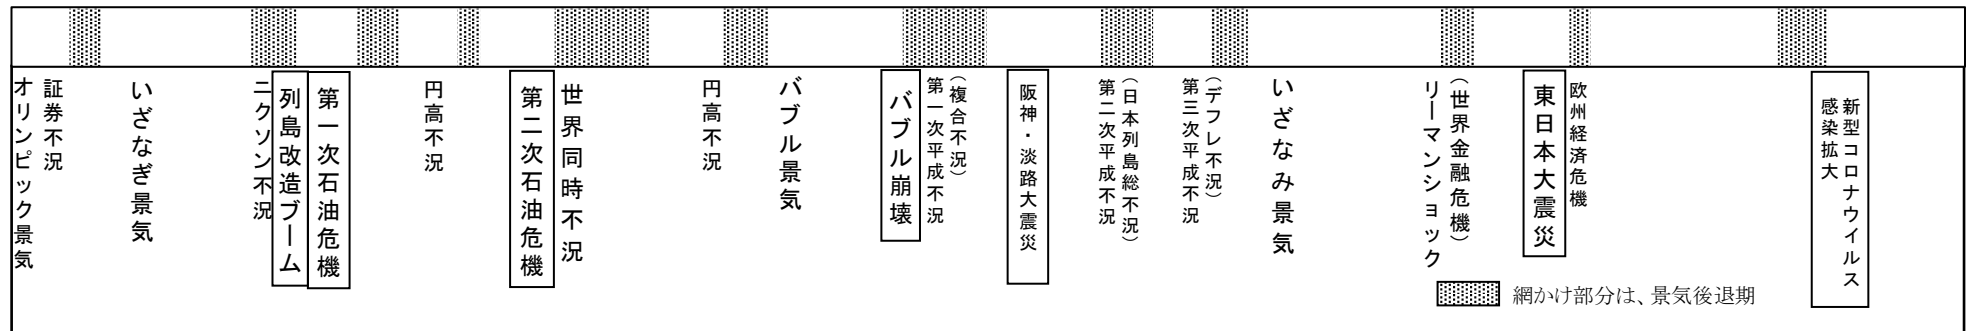 オリンピック景気
証券不況
いざなぎ景気
ニクソン不況
列島改造ブーム
第一次石油危機
円高不況
第二次石油危機
世界同時不況
円高不況
バブル景気
バブル崩壊
第一次平成不況
（複合不況）
阪神・淡路大震災
第二次平成不況
（日本列島総不況）
第三次平成不況
（デフレ不況）
いざなみ景気
リーマンショック
（世界金融危機）
東日本大震災
欧州経済危機
新型コロナウイルス
感染拡大
網かけ部分は、景気後退期